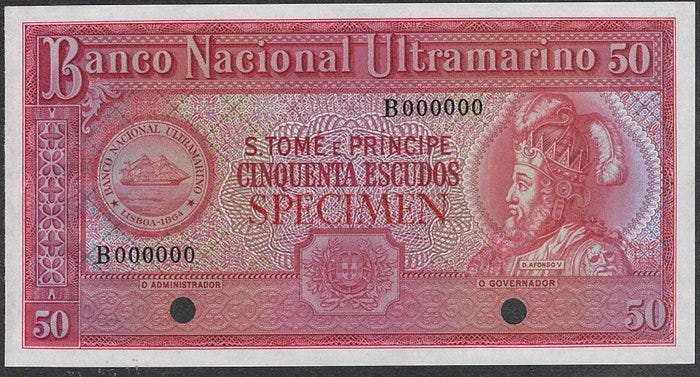 Banco Nacional Ultramarino 50
B000000
S. TOMÉ E PRÍNCIPE
CINQUENTA ESCUDOS
SPECIMEN
BANCO NACIONAL ULTRAMARINO
LISBOA-1864
B000000
D. AFONSO V
O ADMINISTRADOR
O GOVERNADOR
50
50